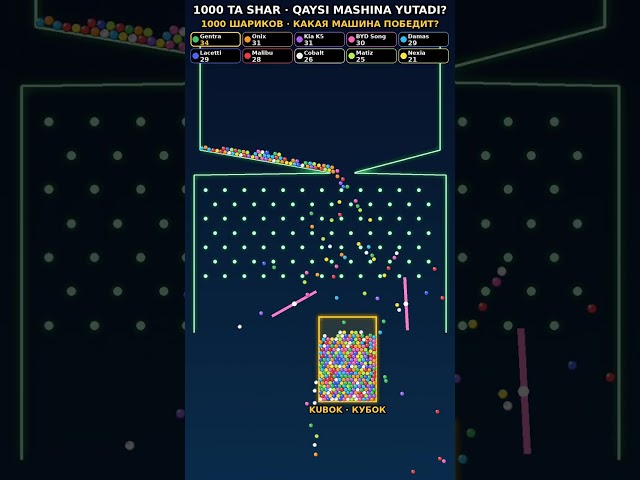 1000 TA SHAR · QAYSI MASHINA YUTADI?
1000 ШАРИКОВ · КАКАЯ МАШИНА ПОБЕДИТ?
Gentra 34
Onix 31
Kia K5 31
BYD Song 30
Damas 29
Lacetti 29
Malibu 28
Cobalt 26
Matiz 25
Nexia 21
KUBOK · КУБОК